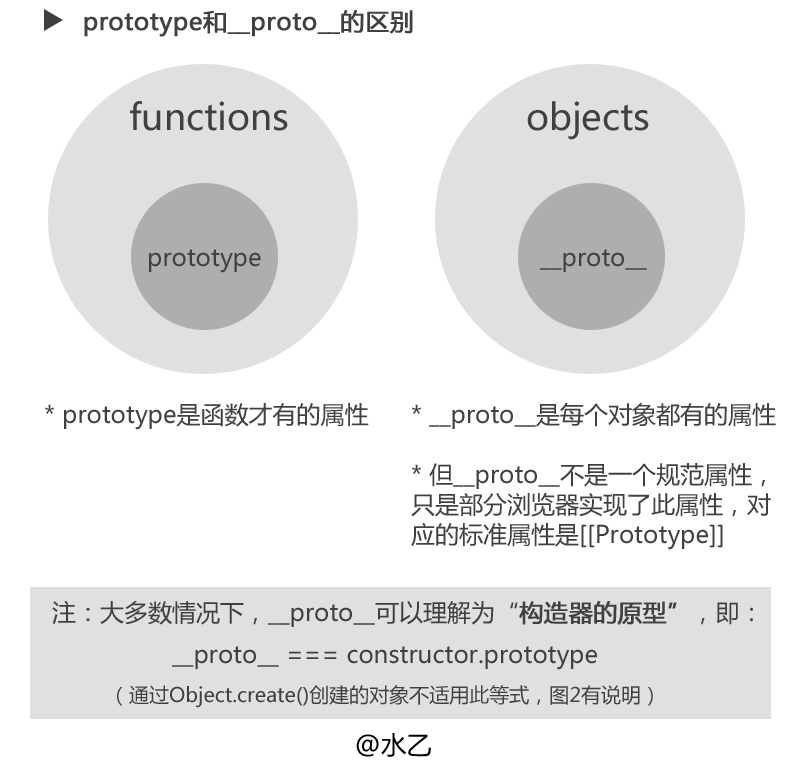 ▶ prototype和__proto__的区别
functions
objects
prototype
__proto__
* prototype是函数才有的属性
* __proto__是每个对象都有的属性
* 但__proto__不是一个规范属性，
只是部分浏览器实现了此属性，对
应的标准属性是[[Prototype]]
注：大多数情况下，__proto__可以理解为“构造器的原型”，即：
__proto__ === constructor.prototype
（通过Object.create()创建的对象不适用此等式，图2有说明）
@水乙